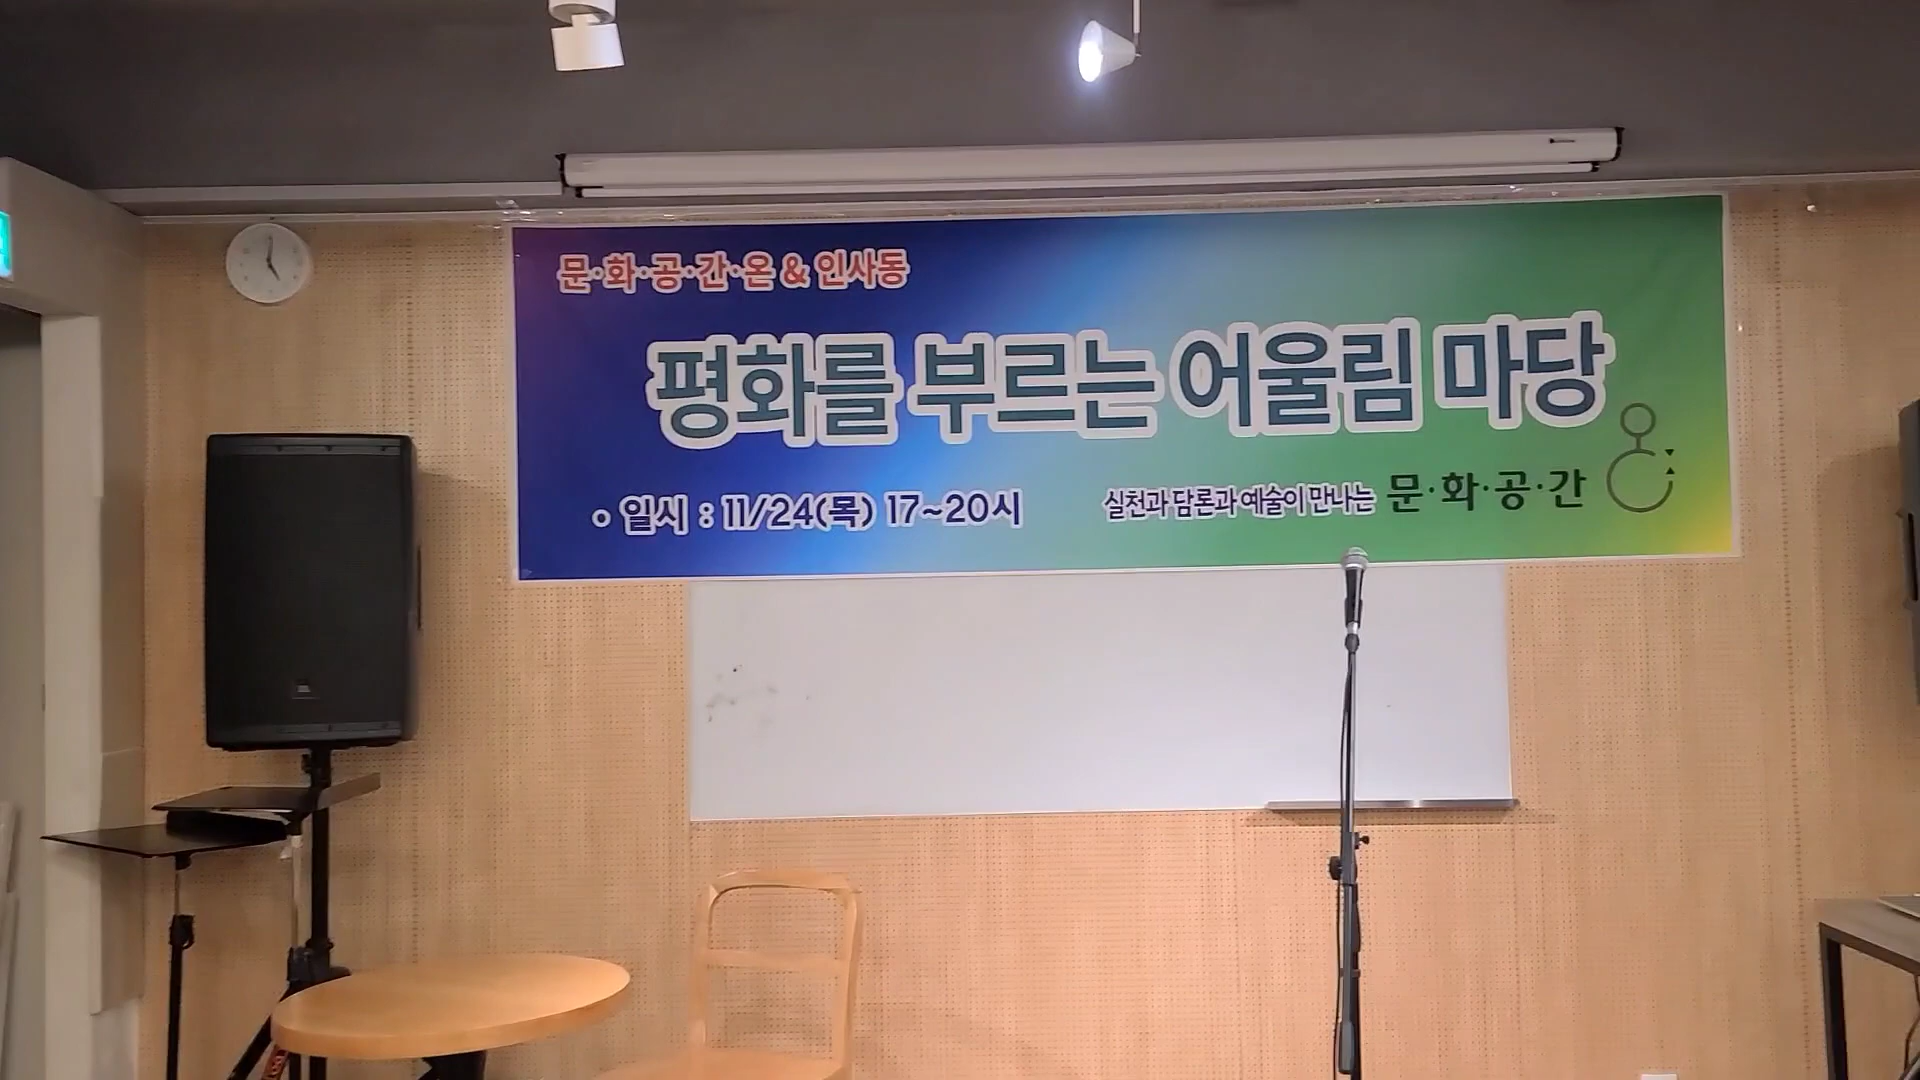 문·화·공·간·온 & 인사동
평화를 부르는 어울림 마당
일시 : 11/24(목) 17~20시
실천과 담론과 예술이 만나는 문·화·공·간